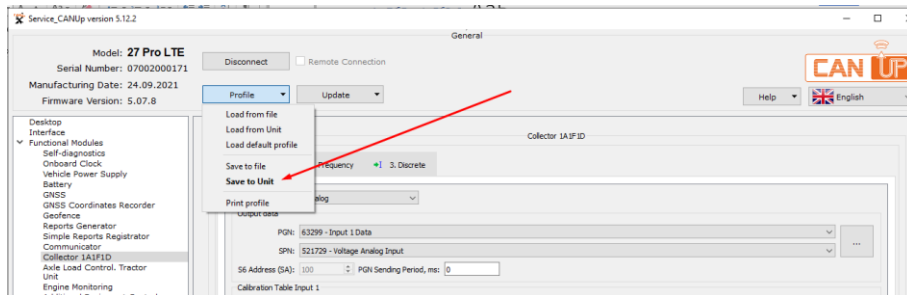 Service_CANUp version 5.12.2
General
Model: 27 Pro LTE
Serial Number: 07002000171
Manufacturing Date: 24.09.2021
Firmware Version: 5.07.8
Disconnect
Remote Connection
CAN UP
Profile
Update
Help
English
Load from file
Load from Unit
Load default profile
Save to file
Save to Unit
Print profile
Desktop
Interface
Functional Modules
Self-diagnostics
Onboard Clock
Vehicle Power Supply
Battery
GNSS
GNSS Coordinates Recorder
Geofence
Reports Generator
Simple Reports Registrator
Communicator
Collector 1A1F1D
Axle Load Control. Tractor
Unit
Engine Monitoring
Collector 1A1F1D
Frequency
3. Discrete
Output data
PGN: 63299 - Input 1 Data
...
SPN: 521729 - Voltage Analog Input
S6 Address (SA): 100
PGN Sending Period, ms: 0
Calibration Table Input 1